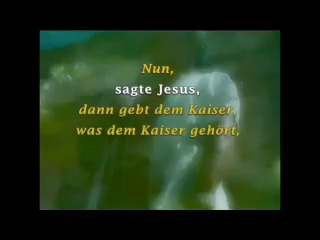 Nun,
sagte Jesus,
dann gebt dem Kaiser,
was dem Kaiser gehört,